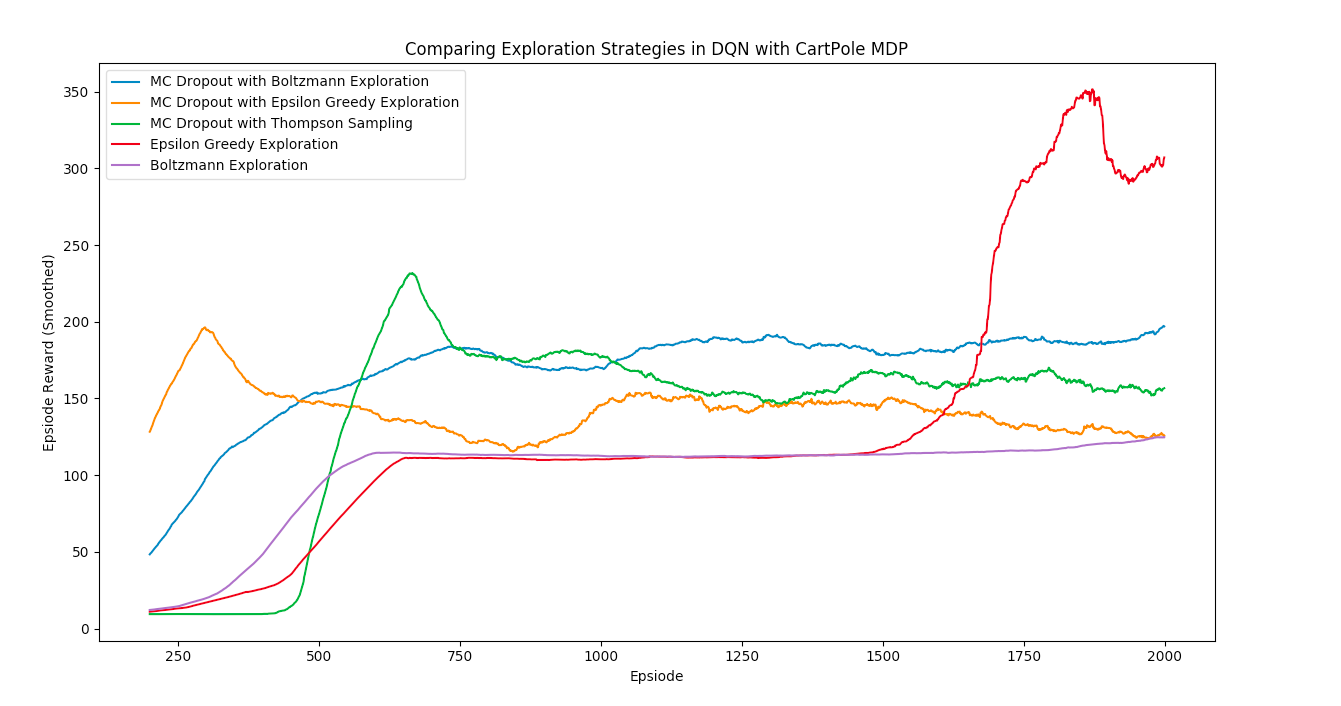 Comparing Exploration Strategies in DQN with CartPole MDP
MC Dropout with Boltzmann Exploration
MC Dropout with Epsilon Greedy Exploration
MC Dropout with Thompson Sampling
Epsilon Greedy Exploration
Boltzmann Exploration
350
300
250
200
150
100
50
0
Epsiode Reward (Smoothed)
250 500 750 1000 1250 1500 1750 2000
Epsiode